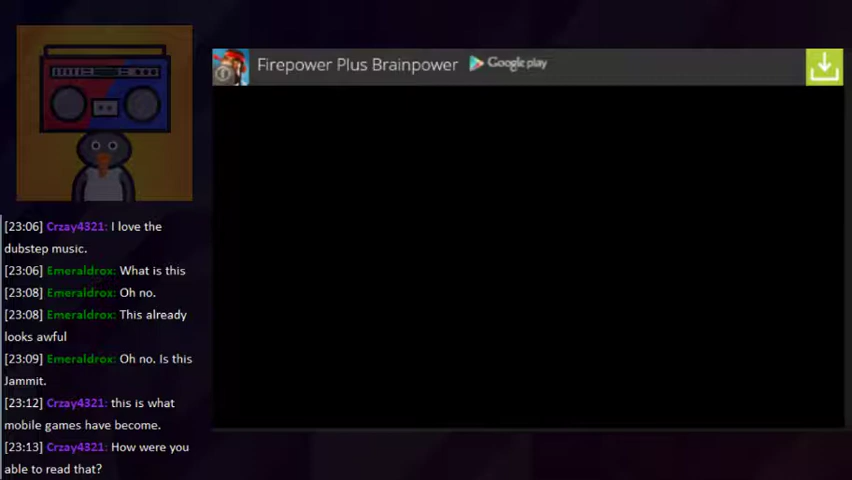 Firepower Plus Brainpower Google play
[23:06] Crzay4321: I love the
dubstep music.
[23:06] Emeraldrox: What is this
[23:08] Emeraldrox: Oh no.
[23:08] Emeraldrox: This already
looks awful
[23:09] Emeraldrox: Oh no. Is this
Jammit.
[23:12] Crzay4321: this is what
mobile games have become.
[23:13] Crzay4321: How were you
able to read that?